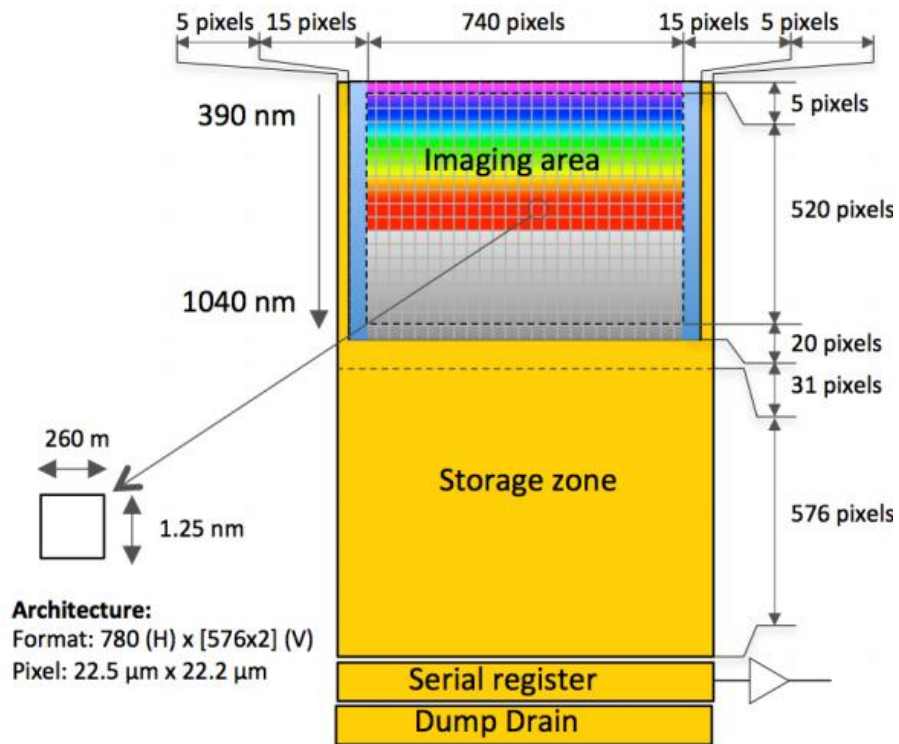 5 pixels 15 pixels 740 pixels 15 pixels 5 pixels
390 nm
5 pixels
Imaging area
520 pixels
1040 nm
20 pixels
31 pixels
260 m
Storage zone
576 pixels
1.25 nm
Architecture:
Format: 780 (H) x [576x2] (V)
Pixel: 22.5 µm x 22.2 µm
Serial register
Dump Drain